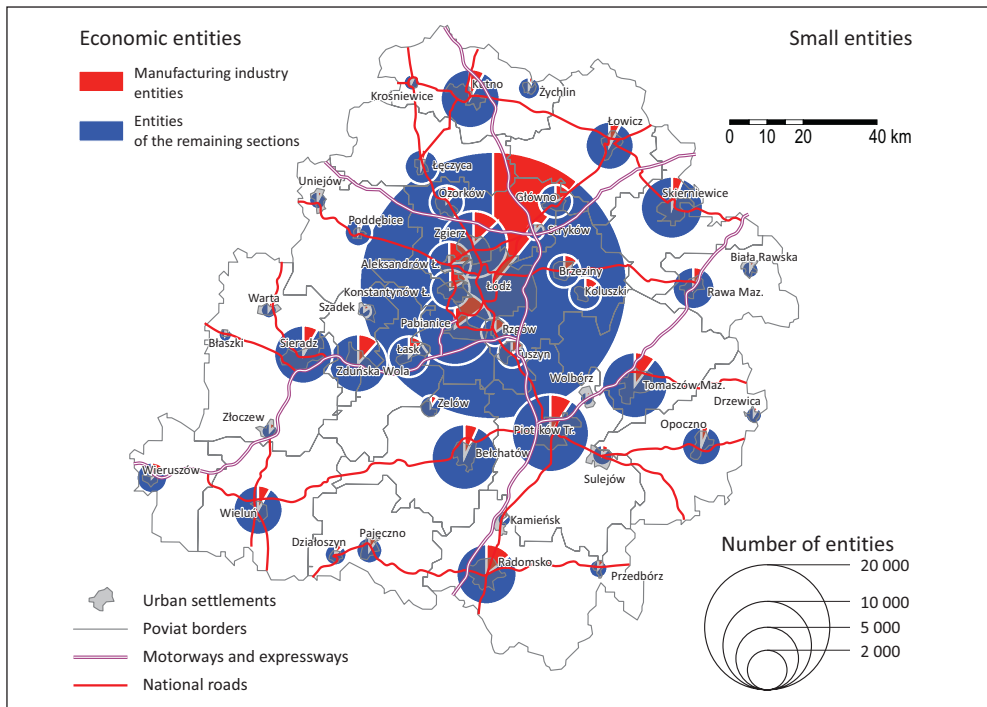 Economic entities
Small entities
Manufacturing industry
entities
Entities
of the remaining sections
0 10 20 40 km
Krośniewice
Kutno
Żychlin
Łowicz
Łęczyca
Uniejów
Ozorków
Główno
Skierniewice
Poddębice
Zgierz
Stryków
Aleksandrów Ł.
Brzeziny
Biała Rawska
Łódź
Konstantynów Ł.
Koluszki
Rawa Maz.
Warta
Szadek
Pabianice
Rzgów
Błaszki
Sieradz
Łask
Tuszyn
Zduńska Wola
Wolbórz
Tomaszów Maz.
Zelów
Drzewica
Złoczew
Piotrków Tr.
Opoczno
Bełchatów
Wieruszów
Sulejów
Wieluń
Kamieńsk
Działoszyn
Pajęczno
Radomsko
Przedbórz
Number of entities
20 000
10 000
5 000
2 000
Urban settlements
Poviat borders
Motorways and expressways
National roads